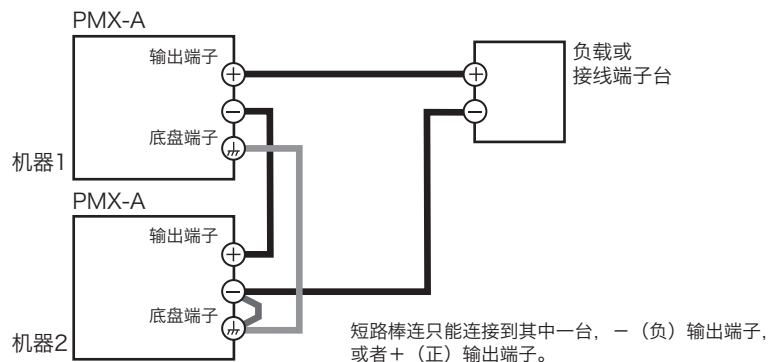 PMX-A
输出端子
+
−
底盘端子
机器1
负载或
接线端子台
+
−
PMX-A
输出端子
+
−
底盘端子
机器2
短路棒连只能连接到其中一台，−（负）输出端子，
或者+（正）输出端子。